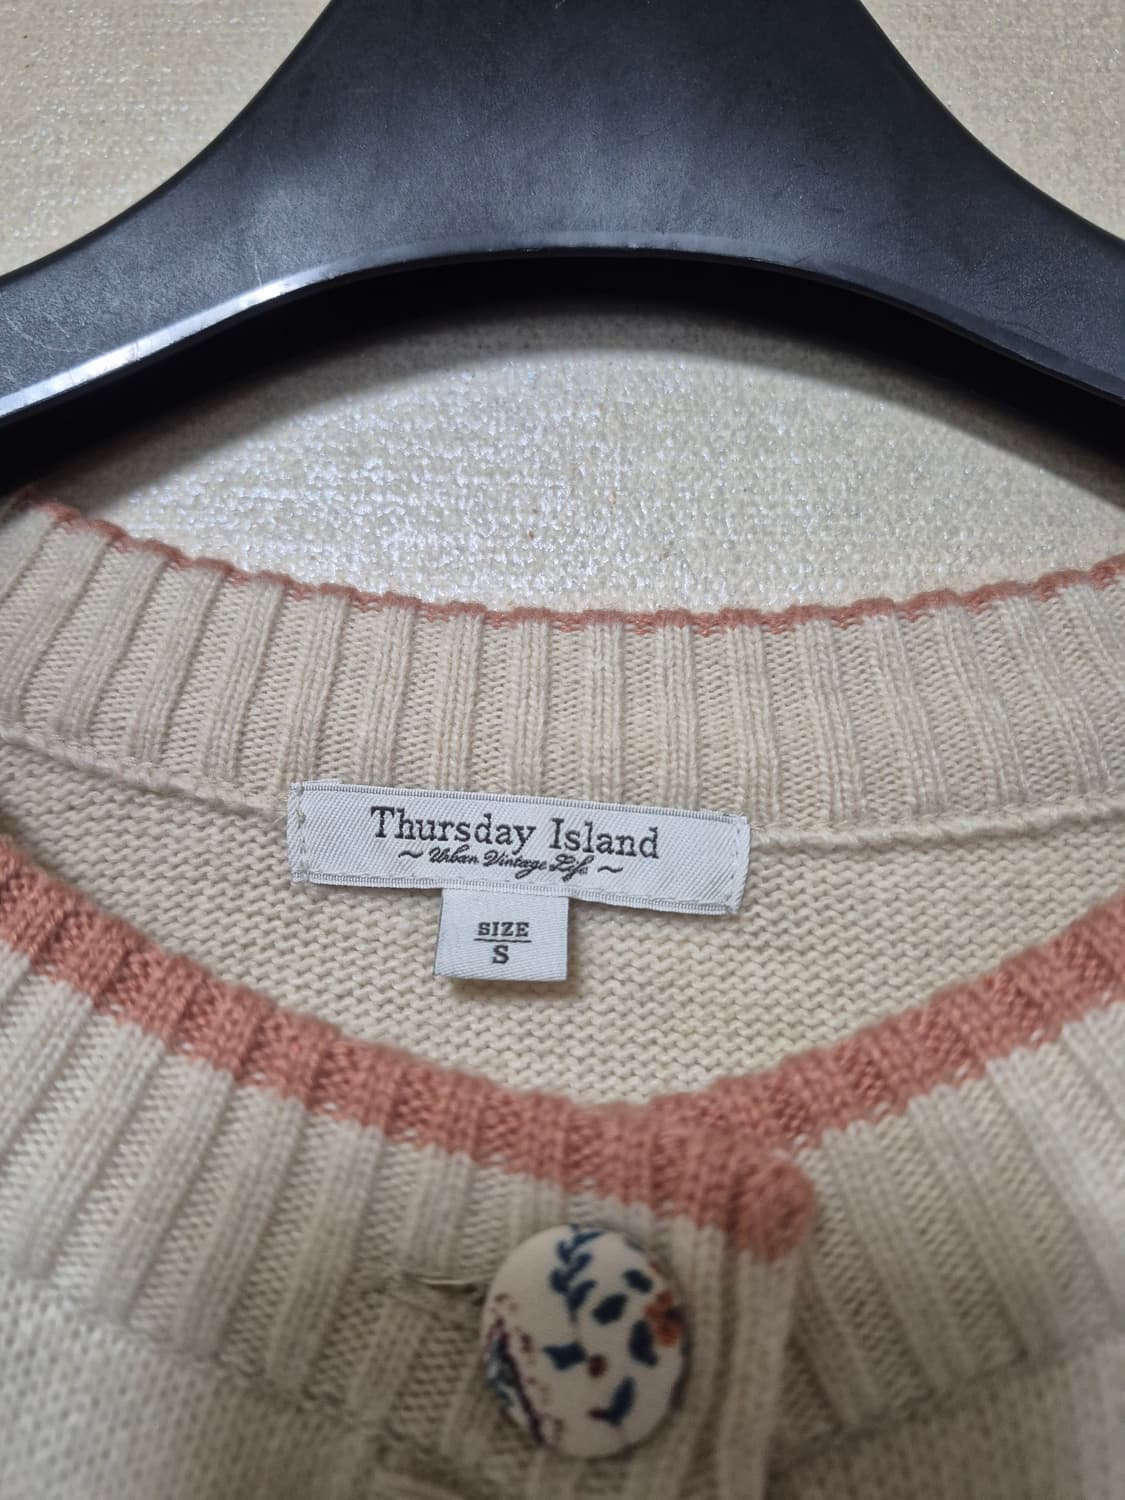 Thursday Island
~ Urban Vintage Life ~
SIZE
S